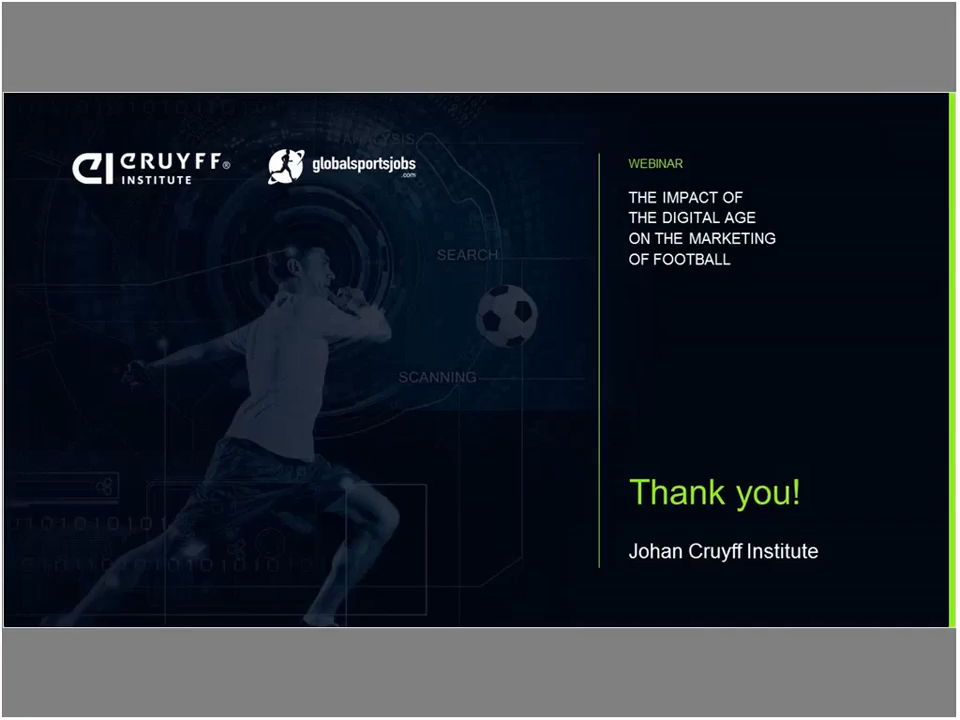 CRUYFF®
INSTITUTE
globalsportsjobs
.com
WEBINAR
THE IMPACT OF
THE DIGITAL AGE
ON THE MARKETING
OF FOOTBALL
ANALYSIS
SEARCH
SCANNING
Thank you!
Johan Cruyff Institute